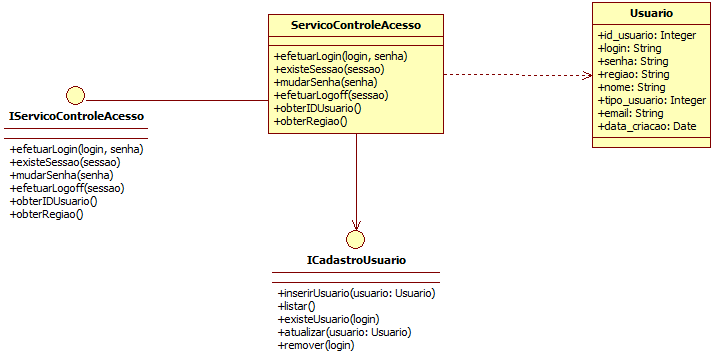 ServicoControleAcesso
+efetuarLogin(login, senha)
+existeSessao(sessao)
+mudarSenha(senha)
+efetuarLogoff(sessao)
+obterIDUsuario()
+obterRegiao()
Usuario
+id_usuario: Integer
+login: String
+senha: String
+regiao: String
+nome: String
+tipo_usuario: Integer
+email: String
+data_criacao: Date
IServicoControleAcesso
+efetuarLogin(login, senha)
+existeSessao(sessao)
+mudarSenha(senha)
+efetuarLogoff(sessao)
+obterIDUsuario()
+obterRegiao()
ICadastroUsuario
+inserirUsuario(usuario: Usuario)
+listar()
+existeUsuario(login)
+atualizar(usuario: Usuario)
+remover(login)